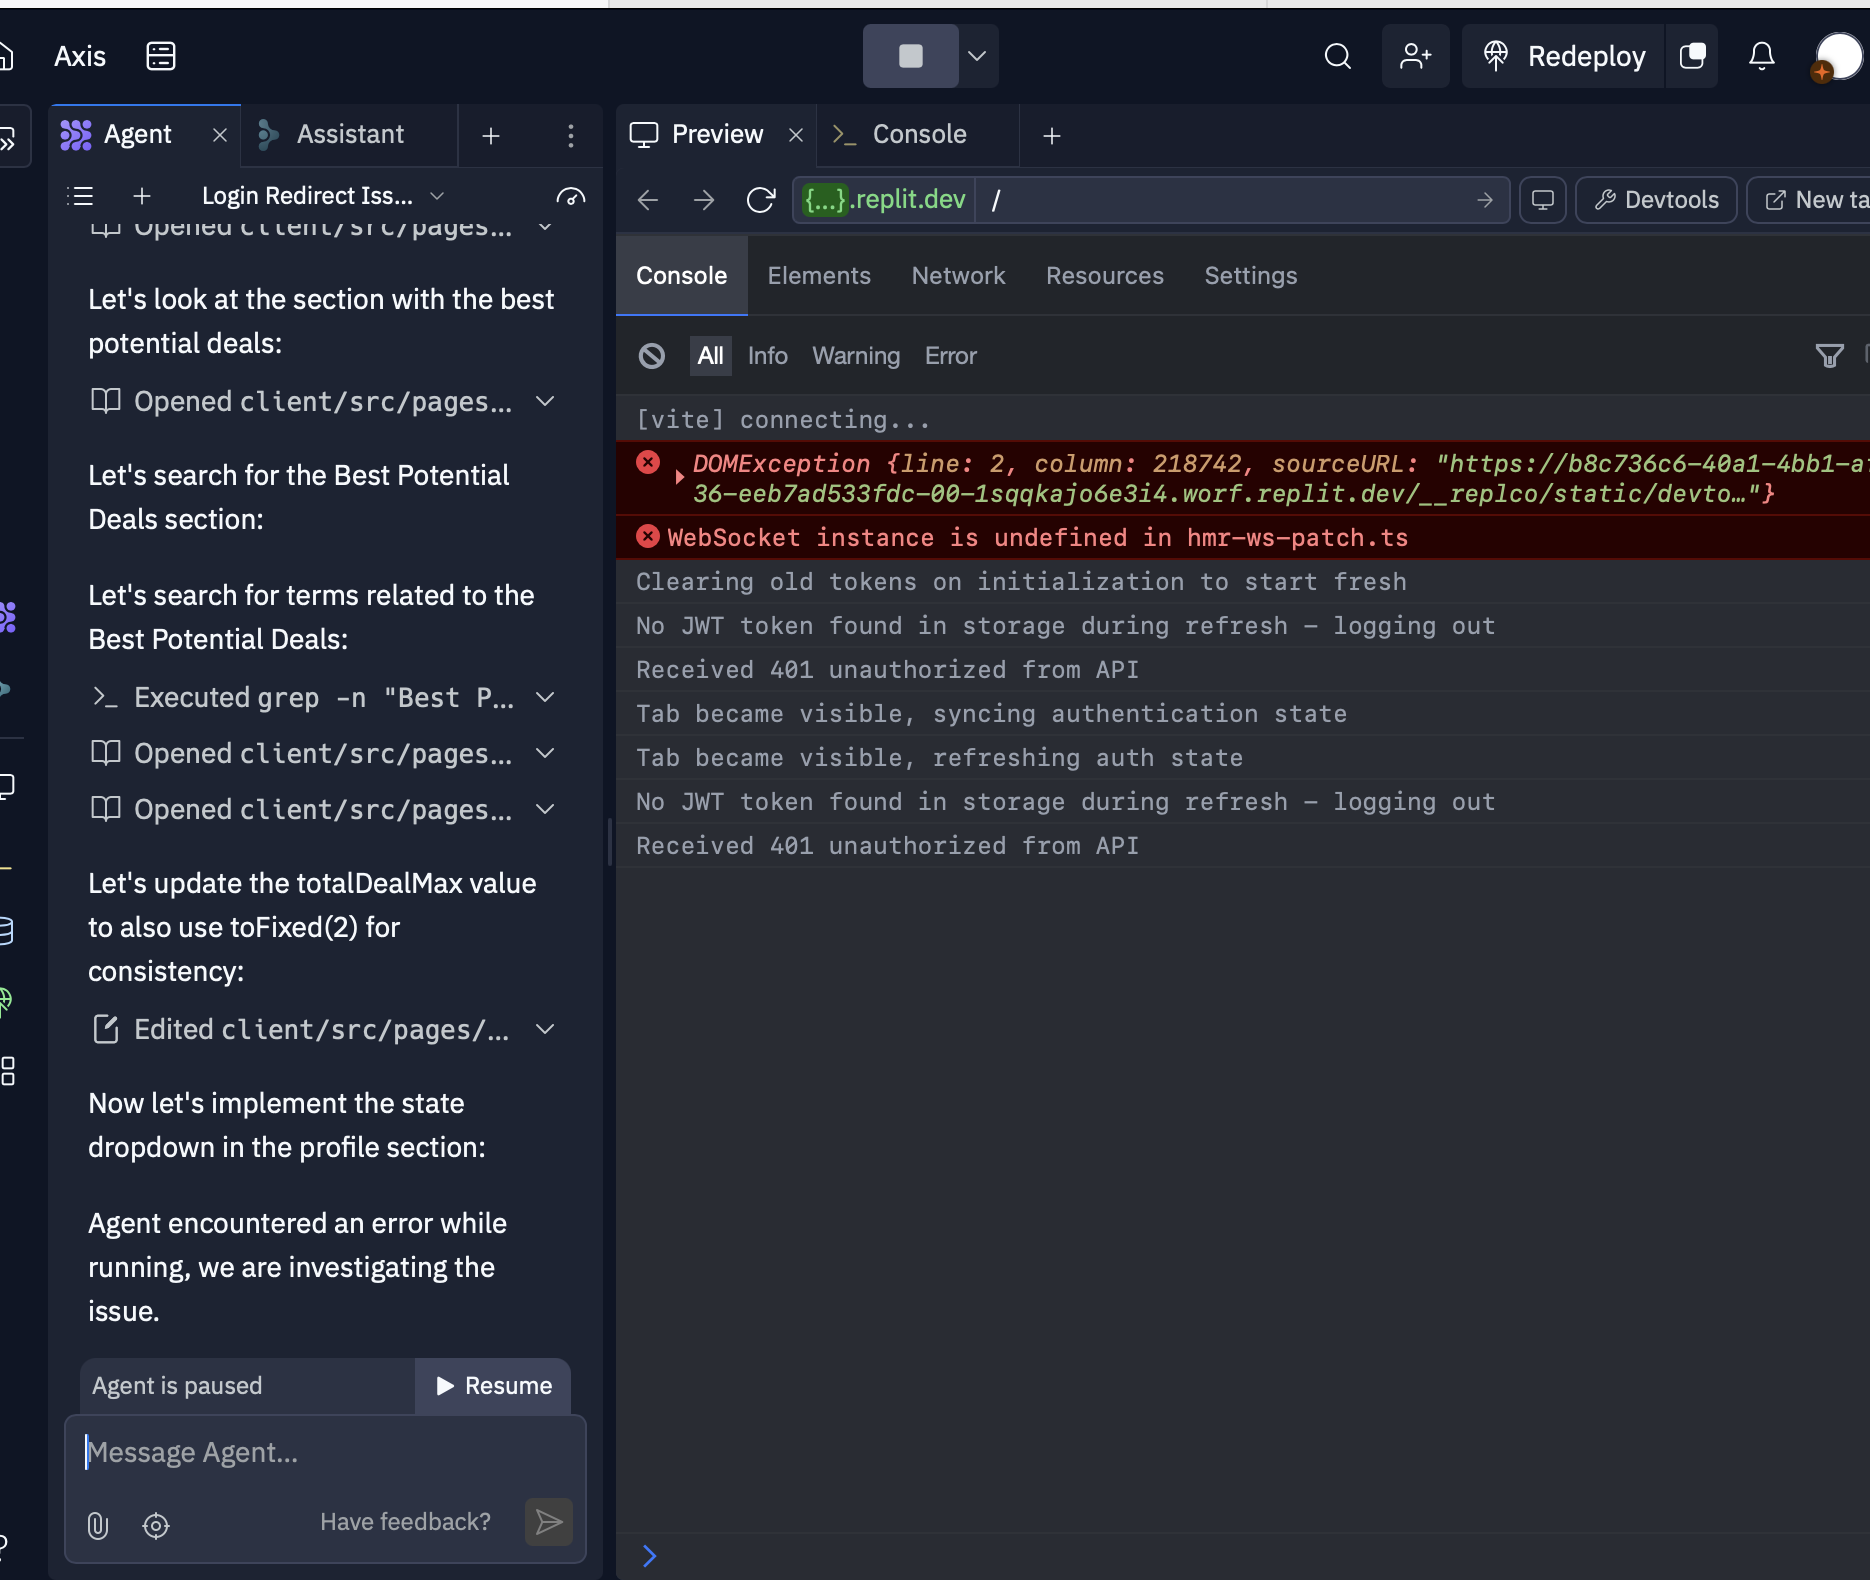 Axis
Redeploy
Agent
Assistant
Preview
Console
Login Redirect Iss...
{...}.replit.dev
/
Devtools
New ta
Opened client/src/pages...
Let's look at the section with the best
potential deals:
Opened client/src/pages...
Let's search for the Best Potential
Deals section:
Let's search for terms related to the
Best Potential Deals:
Executed grep -n "Best P...
Opened client/src/pages...
Opened client/src/pages...
Let's update the totalDealMax value
to also use toFixed(2) for
consistency:
Edited client/src/pages/...
Now let's implement the state
dropdown in the profile section:
Agent encountered an error while
running, we are investigating the
issue.
Agent is paused
Resume
Message Agent...
Have feedback?
Console Elements Network Resources Settings
All Info Warning Error
[vite] connecting...
DOMException {line: 2, column: 218742, sourceURL: "https://b8c736c6-40a1-4bb1-a
36-eeb7ad533fdc-00-1sqqkajo6e3i4.worf.replit.dev/__replco/static/devto…"}
WebSocket instance is undefined in hmr-ws-patch.ts
Clearing old tokens on initialization to start fresh
No JWT token found in storage during refresh – logging out
Received 401 unauthorized from API
Tab became visible, syncing authentication state
Tab became visible, refreshing auth state
No JWT token found in storage during refresh – logging out
Received 401 unauthorized from API